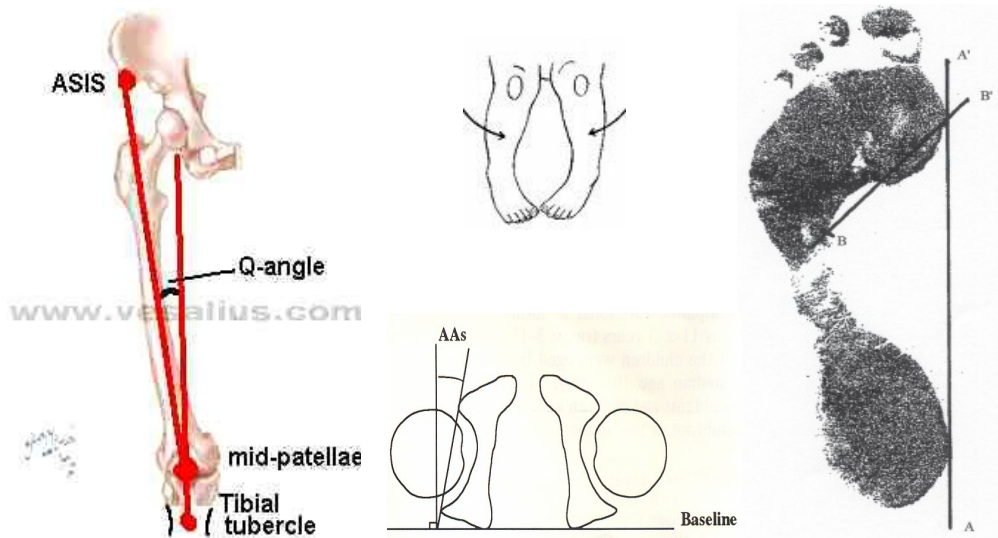 ASIS
Q-angle
www.vesalius.com
mid-patellae
Tibial
tubercle
AAs
Baseline
A'
B'
B
A